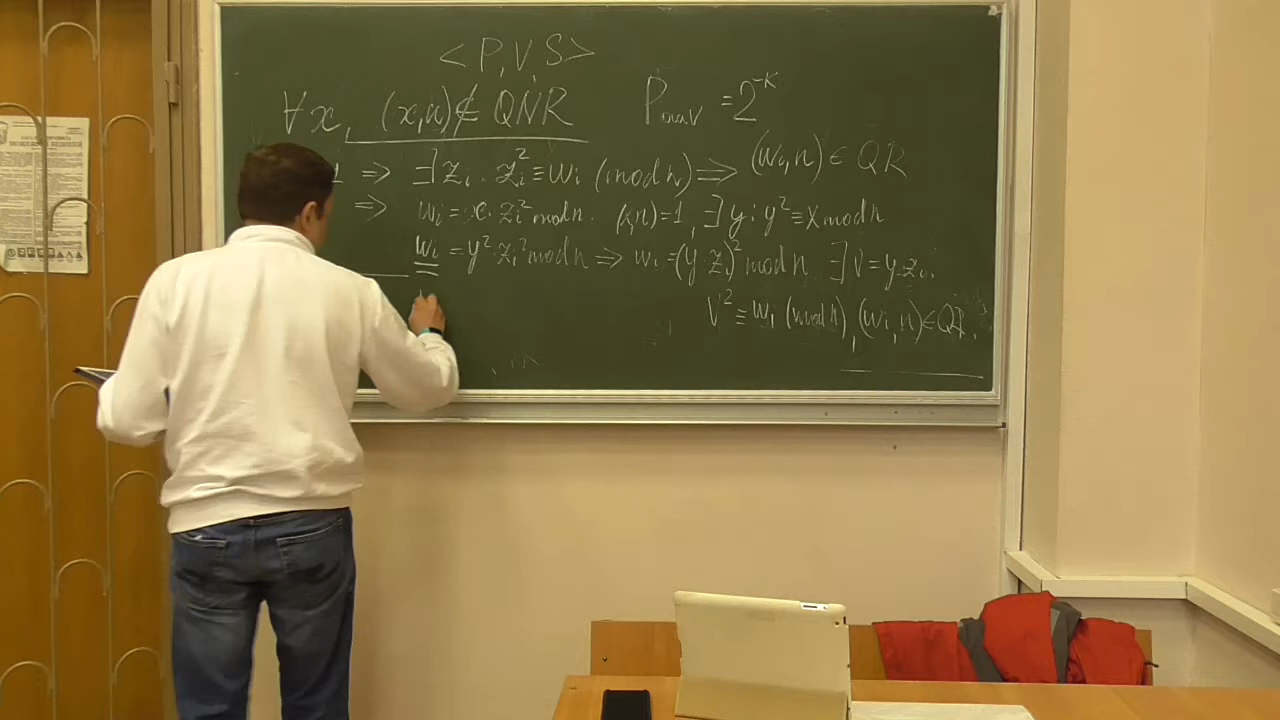 <P, V, S>
∀x, (x,n)∉ QNR
P = 2^-K
1 => ∃ z_i . z_i^2 ≡ w_i (mod n) => (w_i, n) ∈ QR
=> w_i = x · z_i^2 mod n. (x,n)=1, ∃ y : y^2 ≡ x mod n
w_i = y^2 · z_i^2 mod n => w_i = (y · z_i)^2 mod n ∃ V = y · z_i,
V^2 ≡ w_i (mod n), (w_i, n) ∈ QR.